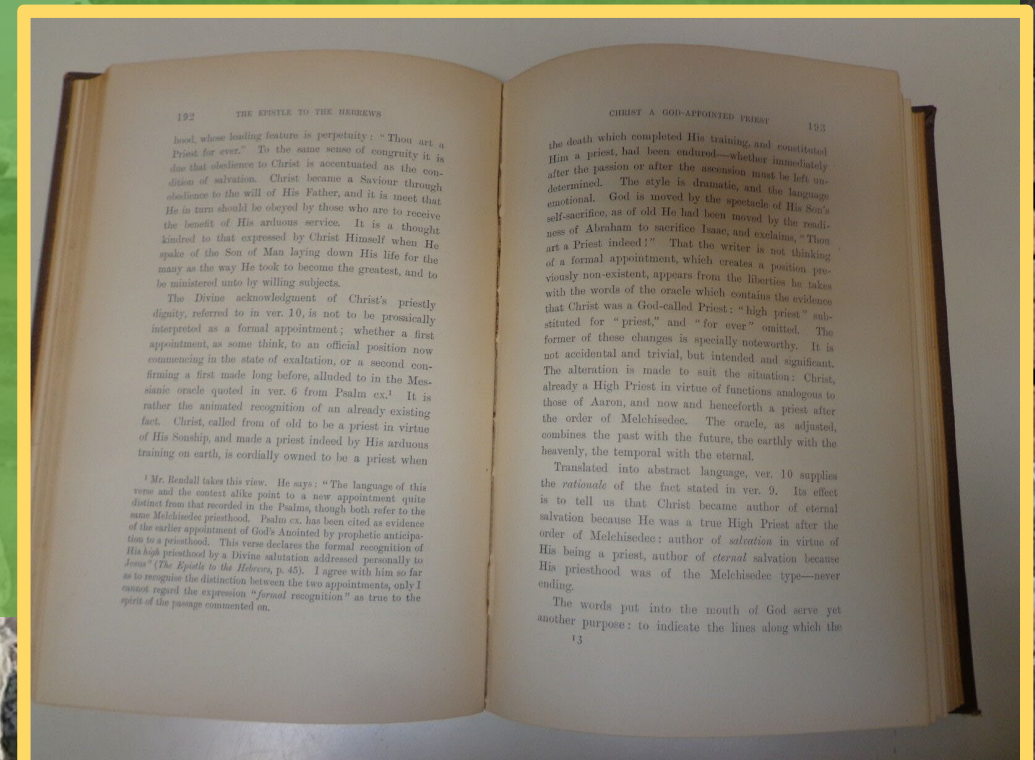 192
THE EPISTLE TO THE HEBREWS
hood, whose leading feature is perpetuity : "Thou art a
Priest for ever." To the same sense of congruity it is
due that obedience to Christ is accentuated as the con-
dition of salvation. Christ became a Saviour through
obedience to the will of His Father, and it is meet that
He in turn should be obeyed by those who are to receive
the benefit of His arduous service. It is a thought
kindred to that expressed by Christ Himself when He
spake of the Son of Man laying down His life for the
many as the way He took to become the greatest, and to
be ministered unto by willing subjects.
The Divine acknowledgment of Christ's priestly
dignity, referred to in ver. 10, is not to be prosaically
interpreted as a formal appointment ; whether a first
appointment, as some think, to an official position now
commencing in the state of exaltation, or a second con-
firming a first made long before, alluded to in the Mes-
sianic oracle quoted in ver. 6 from Psalm cx.¹ It is
rather the animated recognition of an already existing
fact. Christ, called from of old to be a priest in virtue
of His Sonship, and made a priest indeed by His arduous
training on earth, is cordially owned to be a priest when
¹ Mr. Rendall takes this view. He says : "The language of this
verse and the context alike point to a new appointment quite
distinct from that recorded in the Psalms, though both refer to the
same Melchisedec priesthood. Psalm cx. has been cited as evidence
of the earlier appointment of God's Anointed by prophetic anticipa-
tion to a priesthood. This verse declares the formal recognition of
His high priesthood by a Divine salutation addressed personally to
Jesus" (The Epistle to the Hebrews, p. 45). I agree with him so far
as to recognise the distinction between the two appointments, only I
cannot regard the expression "formal recognition" as true to the
spirit of the passage commented on.
CHRIST A GOD-APPOINTED PRIEST
193
the death which completed His training, and constituted
Him a priest, had been endured—whether immediately
after the passion or after the ascension must be left un-
determined. The style is dramatic, and the language
emotional. God is moved by the spectacle of His Son's
self-sacrifice, as of old He had been moved by the readi-
ness of Abraham to sacrifice Isaac, and exclaims, "Thou
art a Priest indeed !" That the writer is not thinking
of a formal appointment, which creates a position pre-
viously non-existent, appears from the liberties he takes
with the words of the oracle which contains the evidence
that Christ was a God-called Priest : "high priest" sub-
stituted for "priest," and "for ever" omitted. The
former of these changes is specially noteworthy. It is
not accidental and trivial, but intended and significant.
The alteration is made to suit the situation : Christ,
already a High Priest in virtue of functions analogous to
those of Aaron, and now and henceforth a priest after
the order of Melchisedec. The oracle, as adjusted,
combines the past with the future, the earthly with the
heavenly, the temporal with the eternal.
Translated into abstract language, ver. 10 supplies
the rationale of the fact stated in ver. 9. Its effect
is to tell us that Christ became author of eternal
salvation because He was a true High Priest after the
order of Melchisedec : author of salvation in virtue of
His being a priest, author of eternal salvation because
His priesthood was of the Melchisedec type—never
ending.
The words put into the mouth of God serve yet
another purpose : to indicate the lines along which the
13